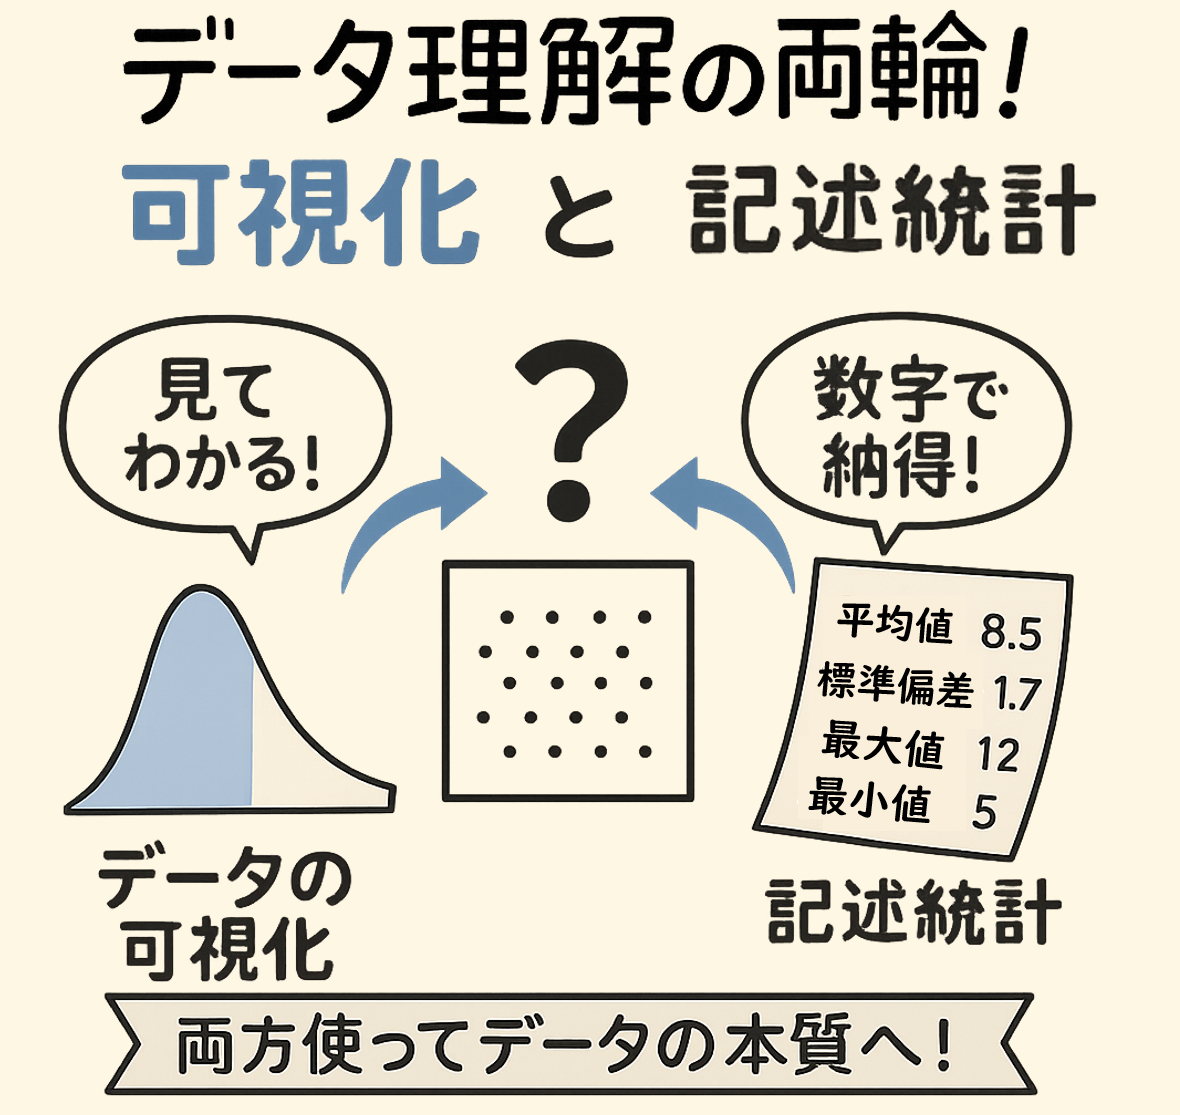 データ理解の両輪!
可視化 と 記述統計
見て
わかる!
?
数字で
納得!
平均値 8.5
標準偏差 1.7
最大値 12
最小値 5
データの
可視化
記述統計
両方使ってデータの本質へ!